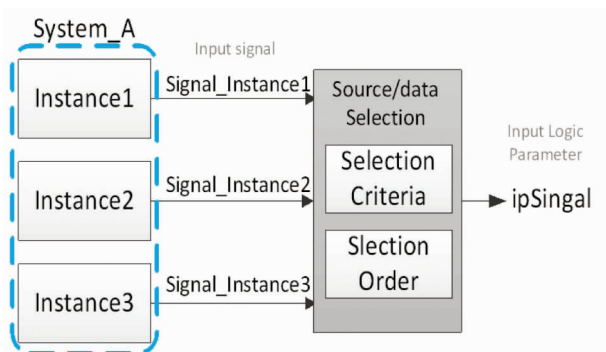 System_A
Input signal
Instance1
Signal_Instance1
Source/data
Selection
Input Logic
Parameter
Selection
Criteria
Instance2
Signal_Instance2
ipSingal
Slection
Order
Instance3
Signal_Instance3